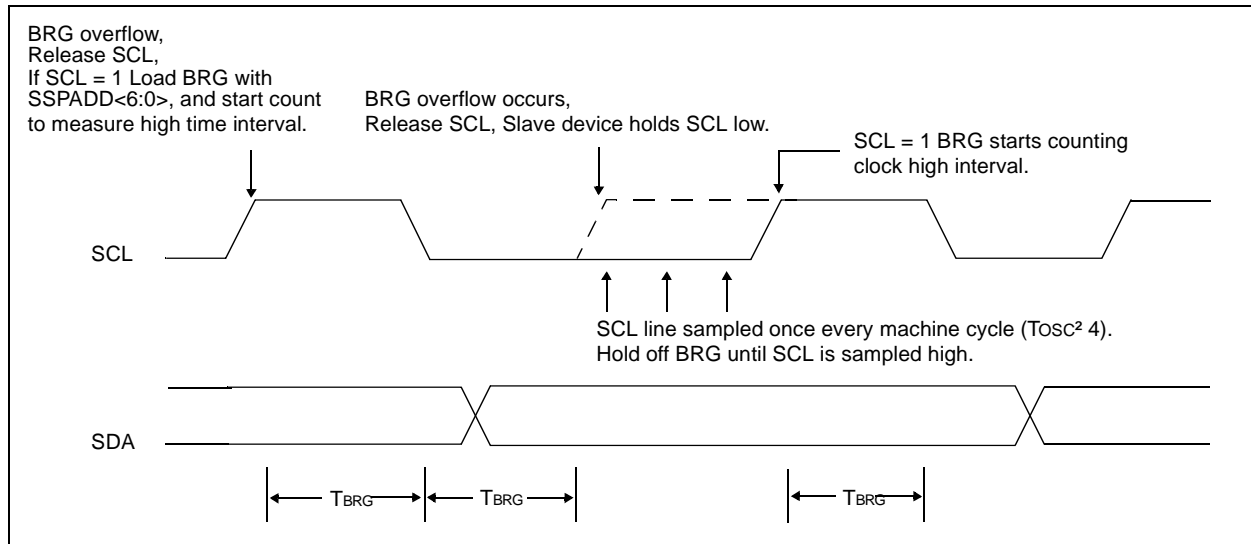 BRG overflow,
Release SCL,
If SCL = 1 Load BRG with
SSPADD<6:0>, and start count
to measure high time interval.
BRG overflow occurs,
Release SCL, Slave device holds SCL low.
SCL = 1 BRG starts counting
clock high interval.
SCL
SCL line sampled once every machine cycle (TOSC² 4).
Hold off BRG until SCL is sampled high.
SDA
TBRG
TBRG
TBRG